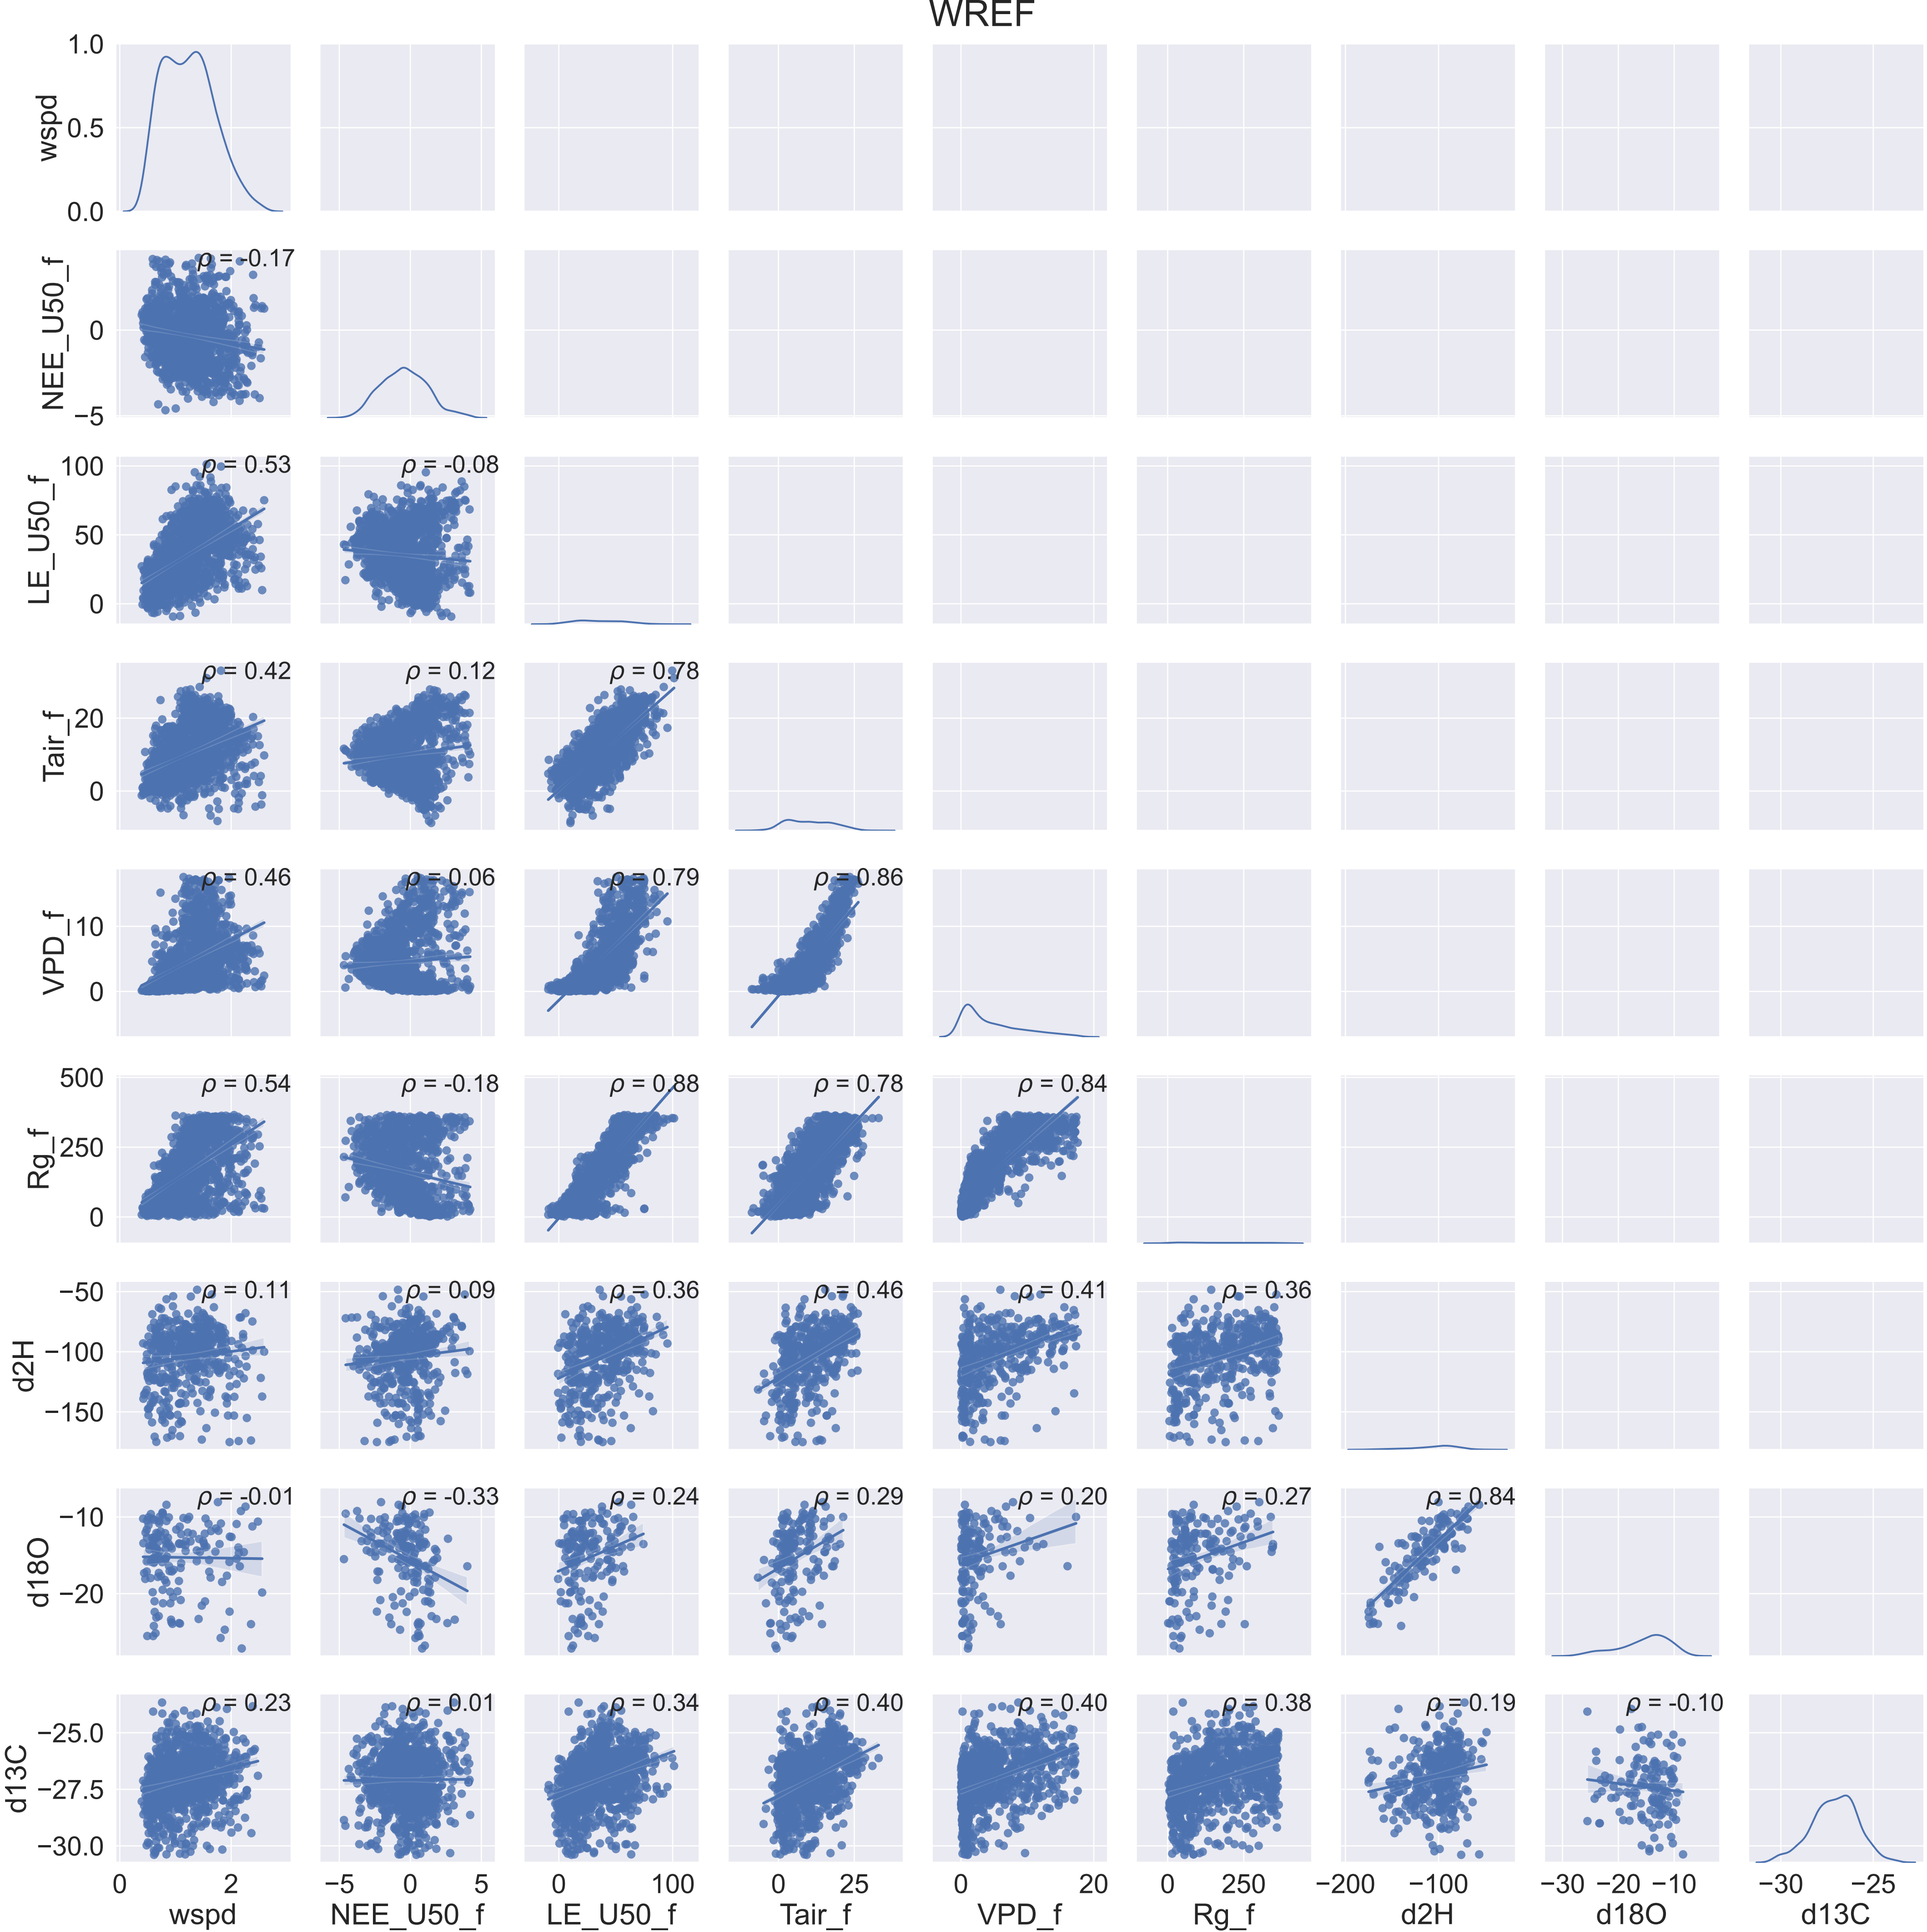 WREF
1.0
wspd
0.5
0.0
ρ = -0.17
NEE_U50_f
0
−5
ρ = 0.53 ρ = -0.08
100
LE_U50_f
50
0
ρ = 0.42 ρ = 0.12 ρ = 0.78
Tair_f
20
0
ρ = 0.46 ρ = 0.06 ρ = 0.79 ρ = 0.86
VPD_f
10
0
ρ = 0.54 ρ = -0.18 ρ = 0.88 ρ = 0.78 ρ = 0.84
500
Rg_f
250
0
ρ = 0.11 ρ = 0.09 ρ = 0.36 ρ = 0.46 ρ = 0.41 ρ = 0.36
−50
d2H
−100
−150
ρ = -0.01 ρ = -0.33 ρ = 0.24 ρ = 0.29 ρ = 0.20 ρ = 0.27 ρ = 0.84
−10
d18O
−20
ρ = 0.23 ρ = 0.01 ρ = 0.34 ρ = 0.40 ρ = 0.40 ρ = 0.38 ρ = 0.19 ρ = -0.10
−25.0
d13C
−27.5
−30.0
0 2 −5 0 5 0 100 0 25 0 20 0 250 −200 −100 −30 −20 −10 −30 −25
wspd NEE_U50_f LE_U50_f Tair_f VPD_f Rg_f d2H d18O d13C